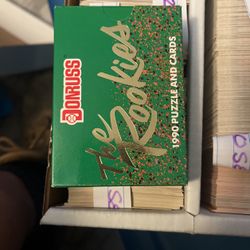 DONRUSS
The
Rookies
1990 PUZZLE AND CARDS